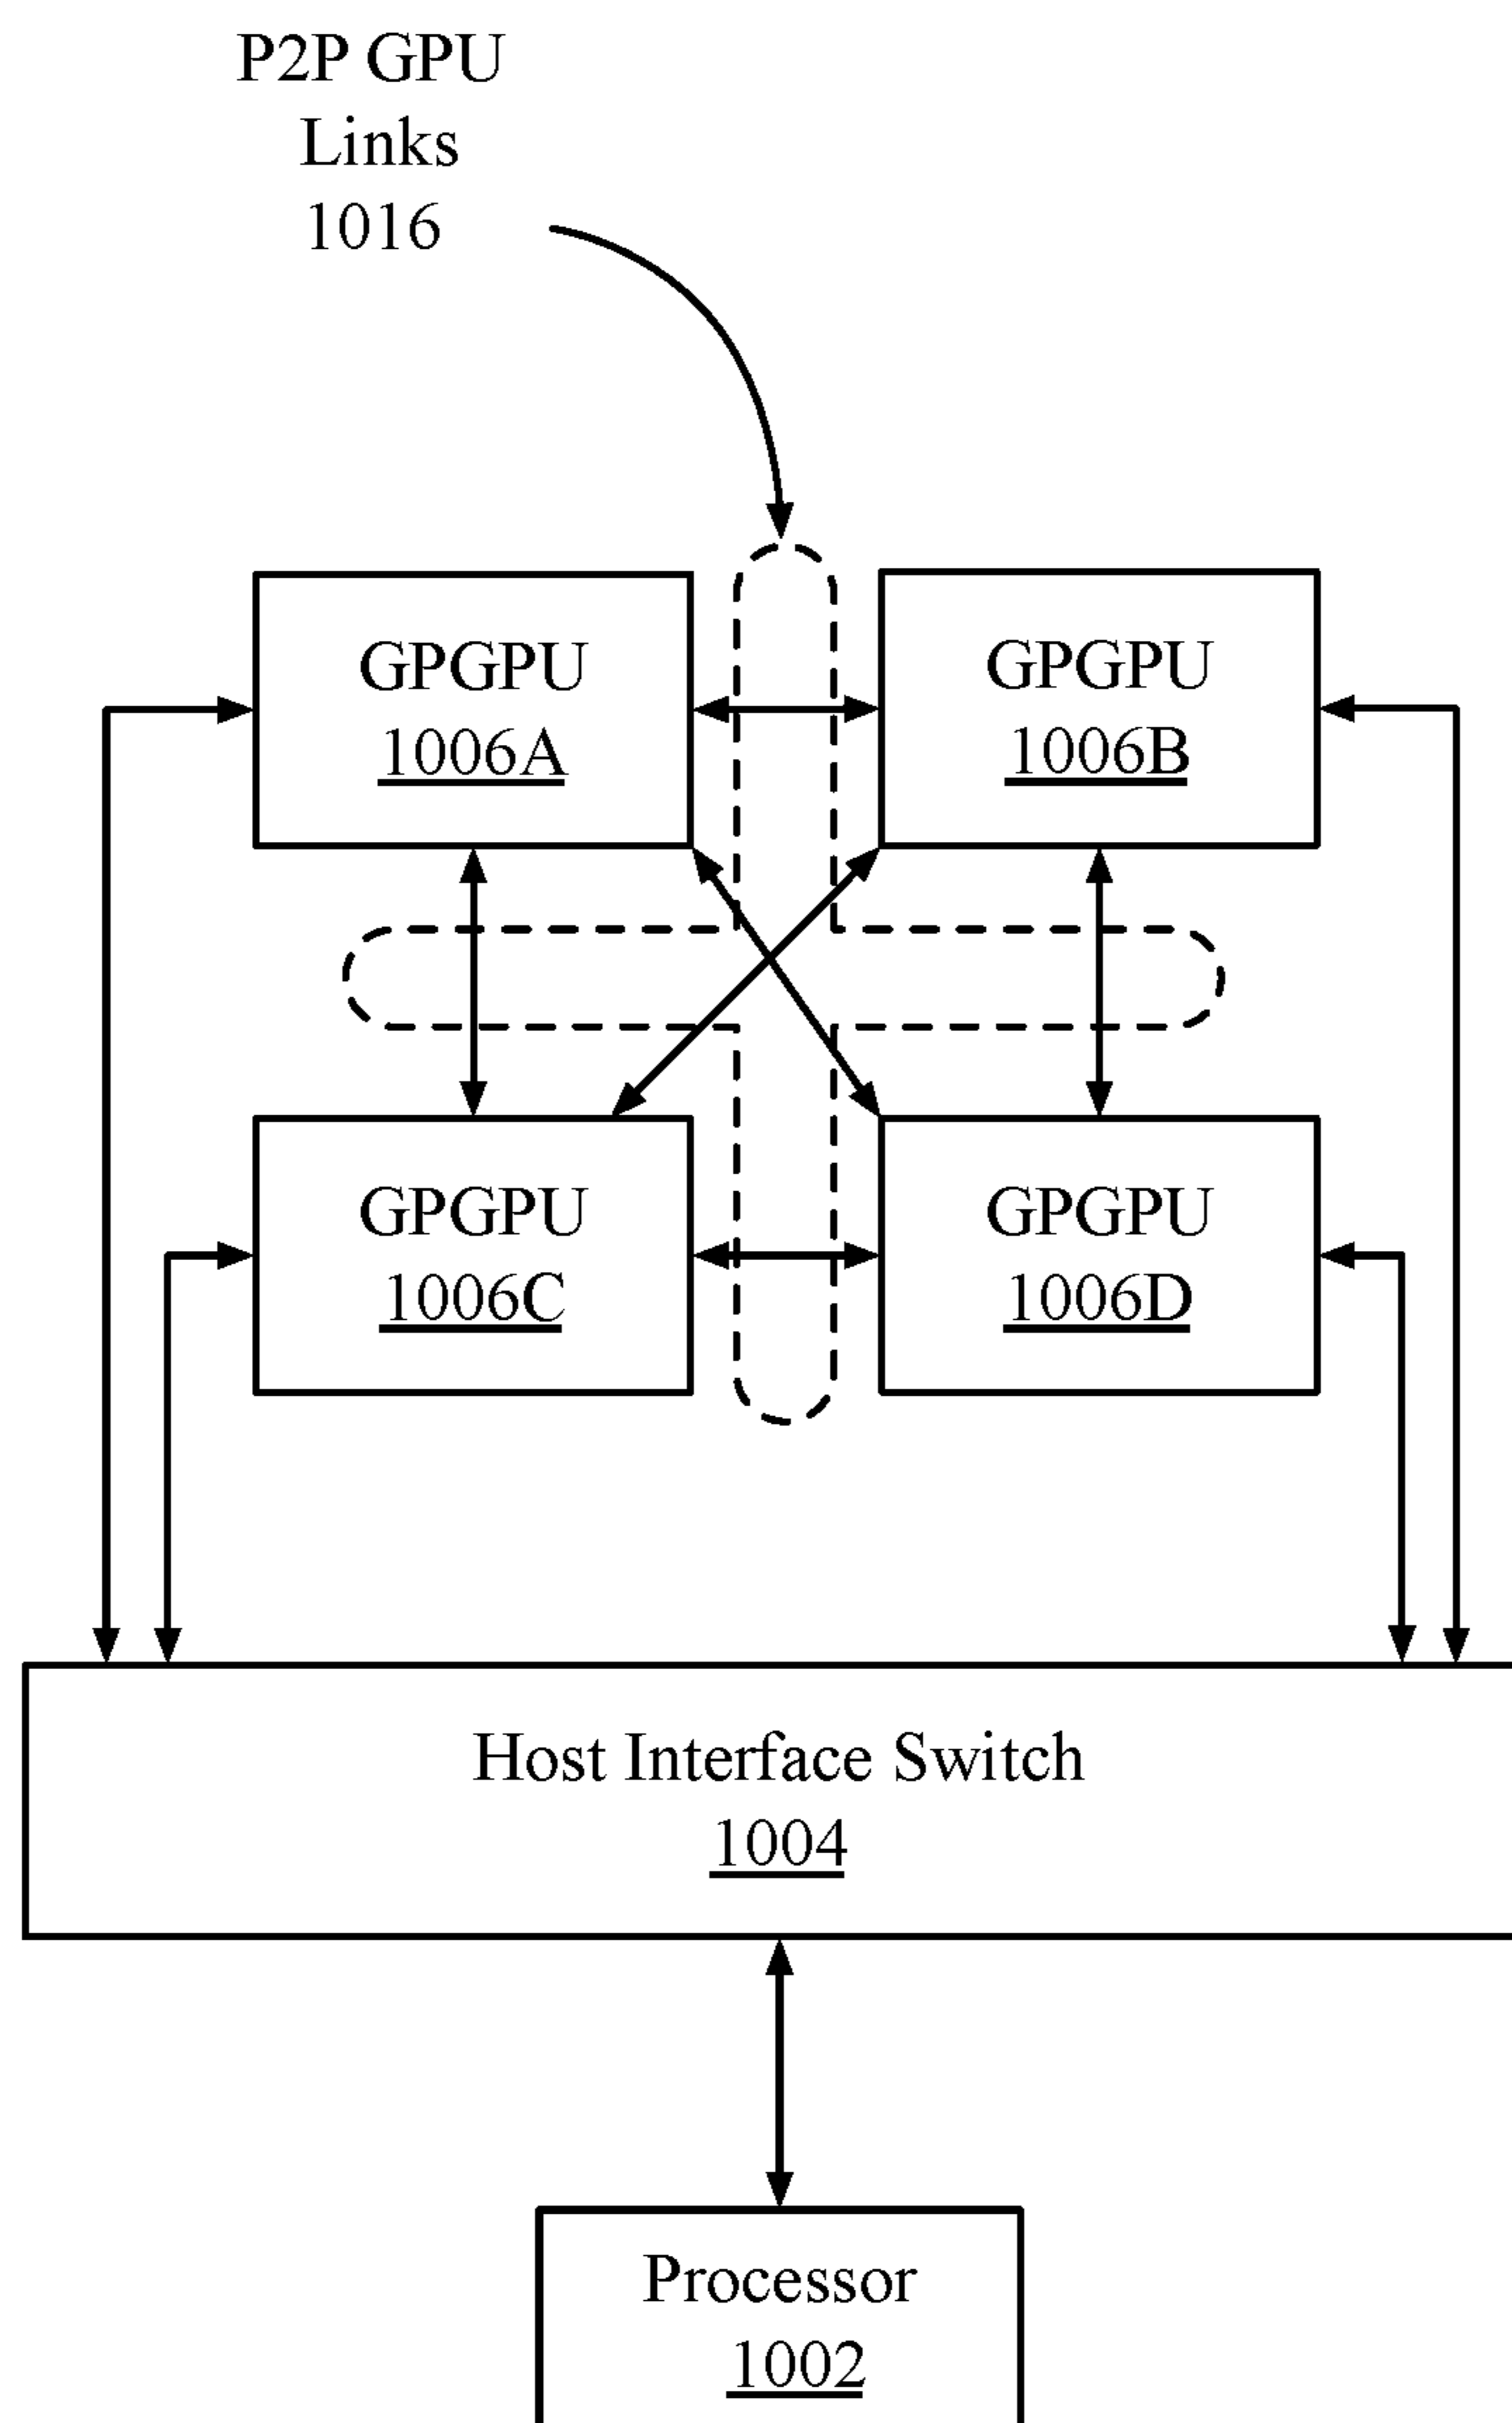 P2P GPU
Links
1016
GPGPU
1006A
GPGPU
1006B
GPGPU
1006C
GPGPU
1006D
Host Interface Switch
1004
Processor
1002